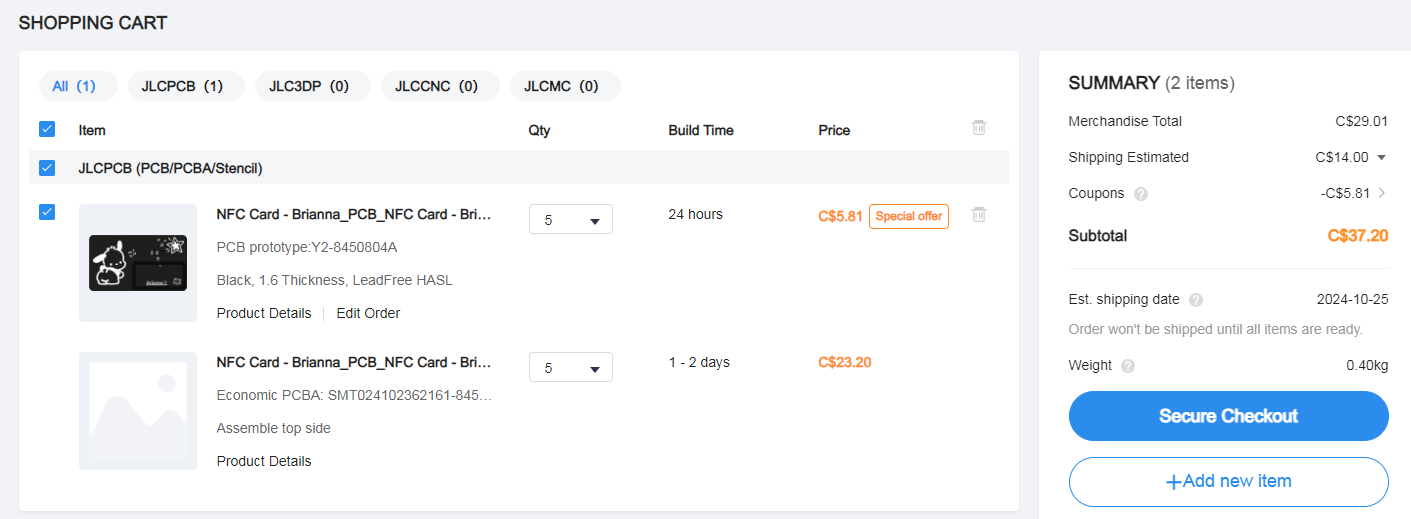 SHOPPING CART
All (1) JLCPCB (1) JLC3DP (0) JLCCNC (0) JLCMC (0)
Item Qty Build Time Price
JLCPCB (PCB/PCBA/Stencil)
NFC Card - Brianna_PCB_NFC Card - Bri... 5 24 hours C$5.81 Special offer
PCB prototype:Y2-8450804A
Black, 1.6 Thickness, LeadFree HASL
Product Details Edit Order
NFC Card - Brianna_PCB_NFC Card - Bri... 5 1 - 2 days C$23.20
Economic PCBA: SMT024102362161-845...
Assemble top side
Product Details
SUMMARY (2 items)
Merchandise Total C$29.01
Shipping Estimated C$14.00
Coupons ? -C$5.81
Subtotal C$37.20
Est. shipping date ? 2024-10-25
Order won't be shipped until all items are ready.
Weight ? 0.40kg
Secure Checkout
+Add new item